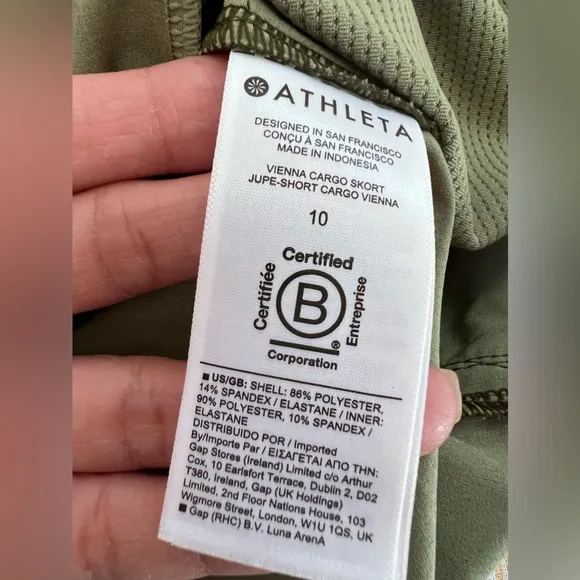 ATHLETA
DESIGNED IN SAN FRANCISCO
CONÇU À SAN FRANCISCO
MADE IN INDONESIA
VIENNA CARGO SKORT
JUPE-SHORT CARGO VIENNA
10
Certified
Certifiée
B
Entreprise
®
Corporation
■ US/GB: SHELL: 86% POLYESTER,
14% SPANDEX / ELASTANE / INNER:
90% POLYESTER, 10% SPANDEX /
ELASTANE
DISTRIBUIDO POR / Imported
By/Importe Par / ΕΙΣΑΓΕΤΑΙ ΑΠΟ ΤΗΝ:
Gap Stores (Ireland) Limited c/o Arthur
Cox, 10 Earlsfort Terrace, Dublin 2, D02
T380, Ireland, Gap (UK Holdings)
Limited, 2nd Floor Nations House, 103
Wigmore Street, London, W1U 1QS, UK
■ Gap (RHC) B.V. Luna ArenA